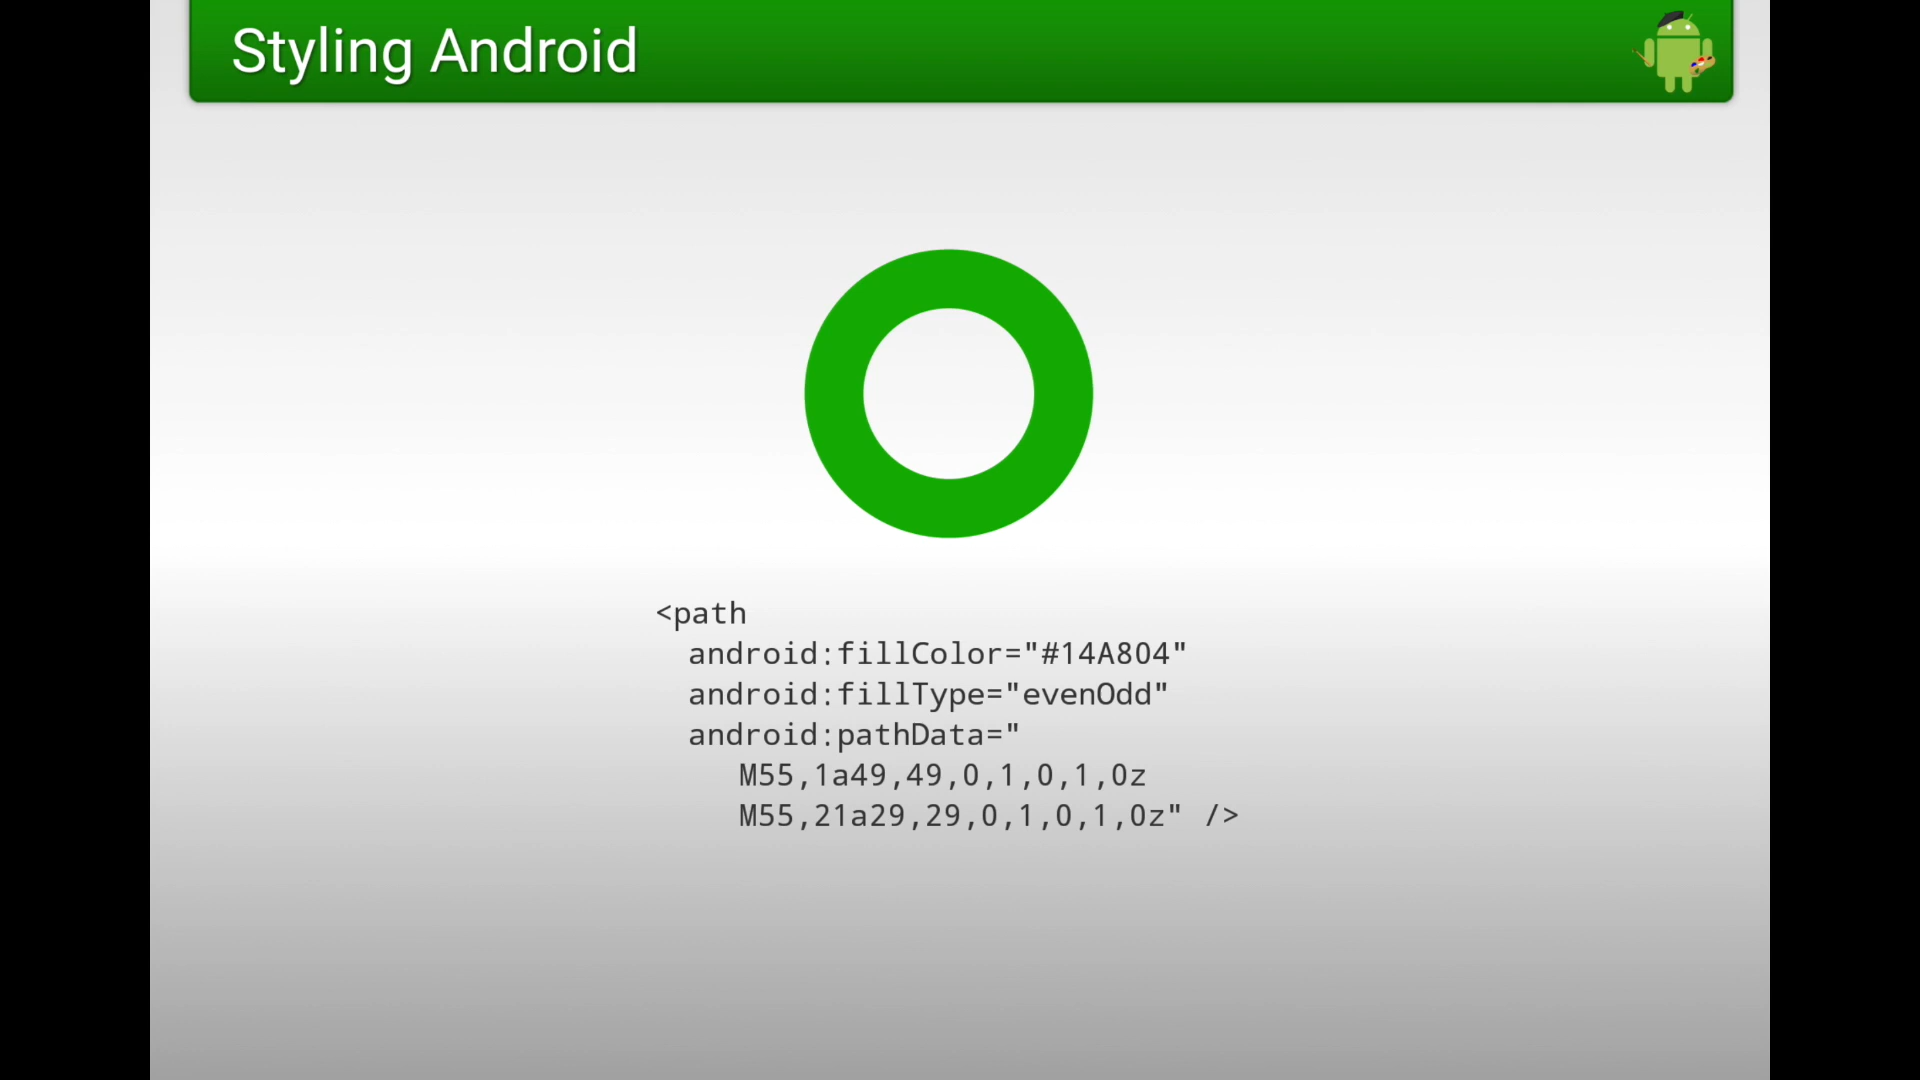 Styling Android
<path
android:fillColor="#14A804"
android:fillType="evenOdd"
android:pathData="
M55,1a49,49,0,1,0,1,0z
M55,21a29,29,0,1,0,1,0z" />